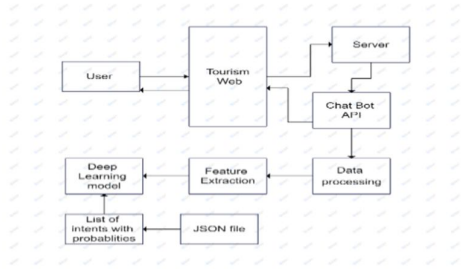 Server
User
Tourism
Web
Chat Bot
API
Deep
Learning
model
Feature
Extraction
Data
processing
List of
intents with
probablities
JSON file